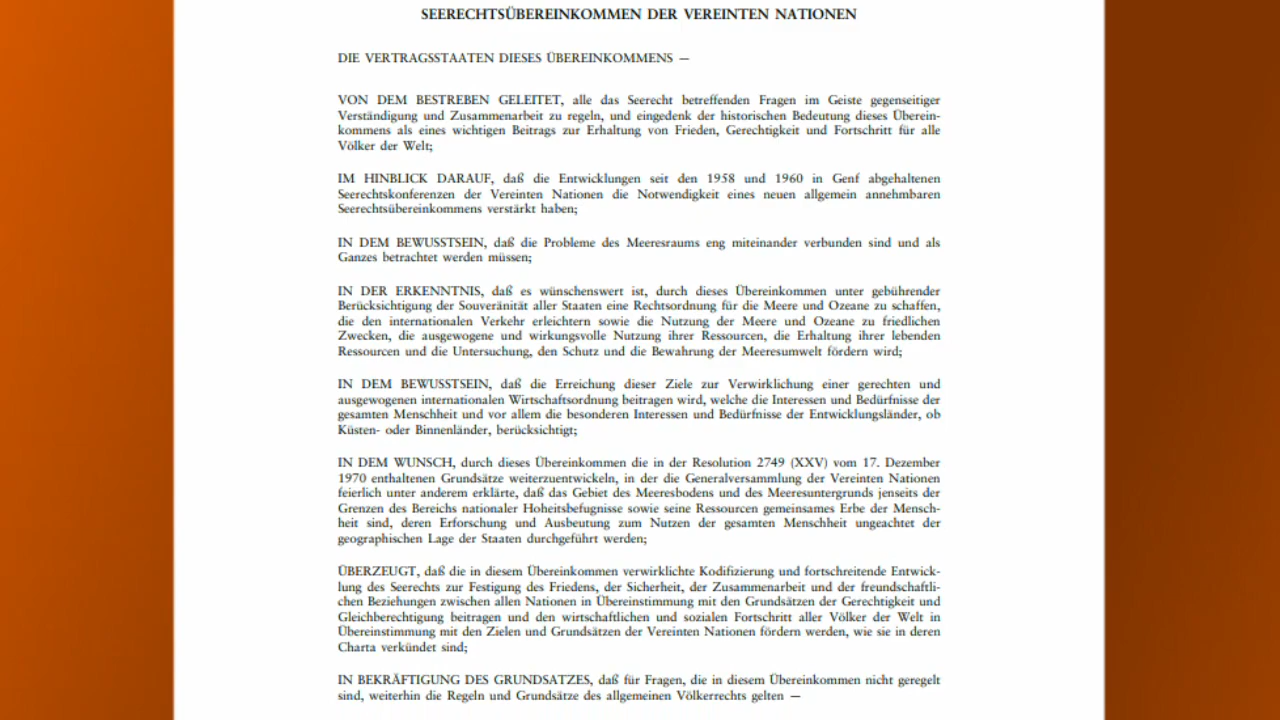 SEERECHTSÜBEREINKOMMEN DER VEREINTEN NATIONEN
DIE VERTRAGSSTAATEN DIESES ÜBEREINKOMMENS —
VON DEM BESTREBEN GELEITET, alle das Seerecht betreffenden Fragen im Geiste gegenseitiger
Verständigung und Zusammenarbeit zu regeln, und eingedenk der historischen Bedeutung dieses Überein-
kommens als eines wichtigen Beitrags zur Erhaltung von Frieden, Gerechtigkeit und Fortschritt für alle
Völker der Welt;
IM HINBLICK DARAUF, daß die Entwicklungen seit den 1958 und 1960 in Genf abgehaltenen
Seerechtskonferenzen der Vereinten Nationen die Notwendigkeit eines neuen allgemein annehmbaren
Seerechtsübereinkommens verstärkt haben;
IN DEM BEWUSSTSEIN, daß die Probleme des Meeresraums eng miteinander verbunden sind und als
Ganzes betrachtet werden müssen;
IN DER ERKENNTNIS, daß es wünschenswert ist, durch dieses Übereinkommen unter gebührender
Berücksichtigung der Souveränität aller Staaten eine Rechtsordnung für die Meere und Ozeane zu schaffen,
die den internationalen Verkehr erleichtern sowie die Nutzung der Meere und Ozeane zu friedlichen
Zwecken, die ausgewogene und wirkungsvolle Nutzung ihrer Ressourcen, die Erhaltung ihrer lebenden
Ressourcen und die Untersuchung, den Schutz und die Bewahrung der Meeresumwelt fördern wird;
IN DEM BEWUSSTSEIN, daß die Erreichung dieser Ziele zur Verwirklichung einer gerechten und
ausgewogenen internationalen Wirtschaftsordnung beitragen wird, welche die Interessen und Bedürfnisse der
gesamten Menschheit und vor allem die besonderen Interessen und Bedürfnisse der Entwicklungsländer, ob
Küsten- oder Binnenländer, berücksichtigt;
IN DEM WUNSCH, durch dieses Übereinkommen die in der Resolution 2749 (XXV) vom 17. Dezember
1970 enthaltenen Grundsätze weiterzuentwickeln, in der die Generalversammlung der Vereinten Nationen
feierlich unter anderem erklärte, daß das Gebiet des Meeresbodens und des Meeresuntergrunds jenseits der
Grenzen des Bereichs nationaler Hoheitsbefugnisse sowie seine Ressourcen gemeinsames Erbe der Mensch-
heit sind, deren Erforschung und Ausbeutung zum Nutzen der gesamten Menschheit ungeachtet der
geographischen Lage der Staaten durchgeführt werden;
ÜBERZEUGT, daß die in diesem Übereinkommen verwirklichte Kodifizierung und fortschreitende Entwick-
lung des Seerechts zur Festigung des Friedens, der Sicherheit, der Zusammenarbeit und der freundschaftli-
chen Beziehungen zwischen allen Nationen in Übereinstimmung mit den Grundsätzen der Gerechtigkeit und
Gleichberechtigung beitragen und den wirtschaftlichen und sozialen Fortschritt aller Völker der Welt in
Übereinstimmung mit den Zielen und Grundsätzen der Vereinten Nationen fördern werden, wie sie in deren
Charta verkündet sind;
IN BEKRÄFTIGUNG DES GRUNDSATZES, daß für Fragen, die in diesem Übereinkommen nicht geregelt
sind, weiterhin die Regeln und Grundsätze des allgemeinen Völkerrechts gelten —